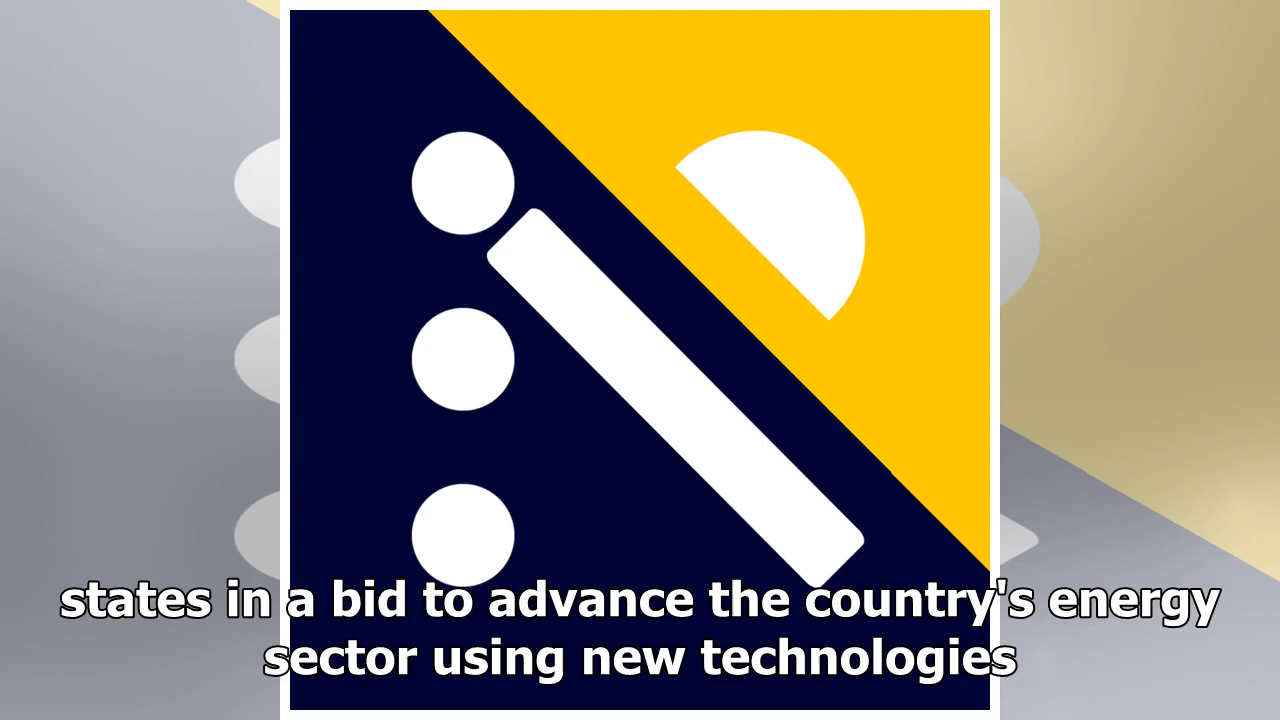 states in a bid to advance the country's energy
sector using new technologies